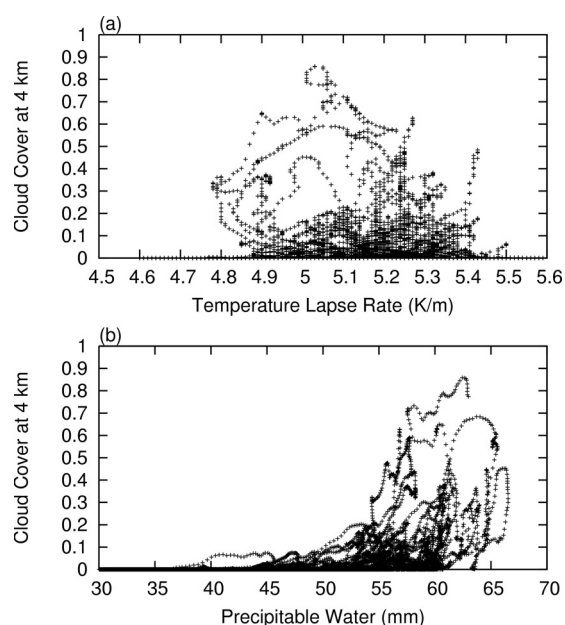 (a)
1
0.9
0.8
0.7
0.6
0.5
0.4
0.3
0.2
0.1
0
Cloud Cover at 4 km
4.5 4.6 4.7 4.8 4.9 5 5.1 5.2 5.3 5.4 5.5 5.6
Temperature Lapse Rate (K/m)
(b)
1
0.9
0.8
0.7
0.6
0.5
0.4
0.3
0.2
0.1
0
Cloud Cover at 4 km
30 35 40 45 50 55 60 65 70
Precipitable Water (mm)